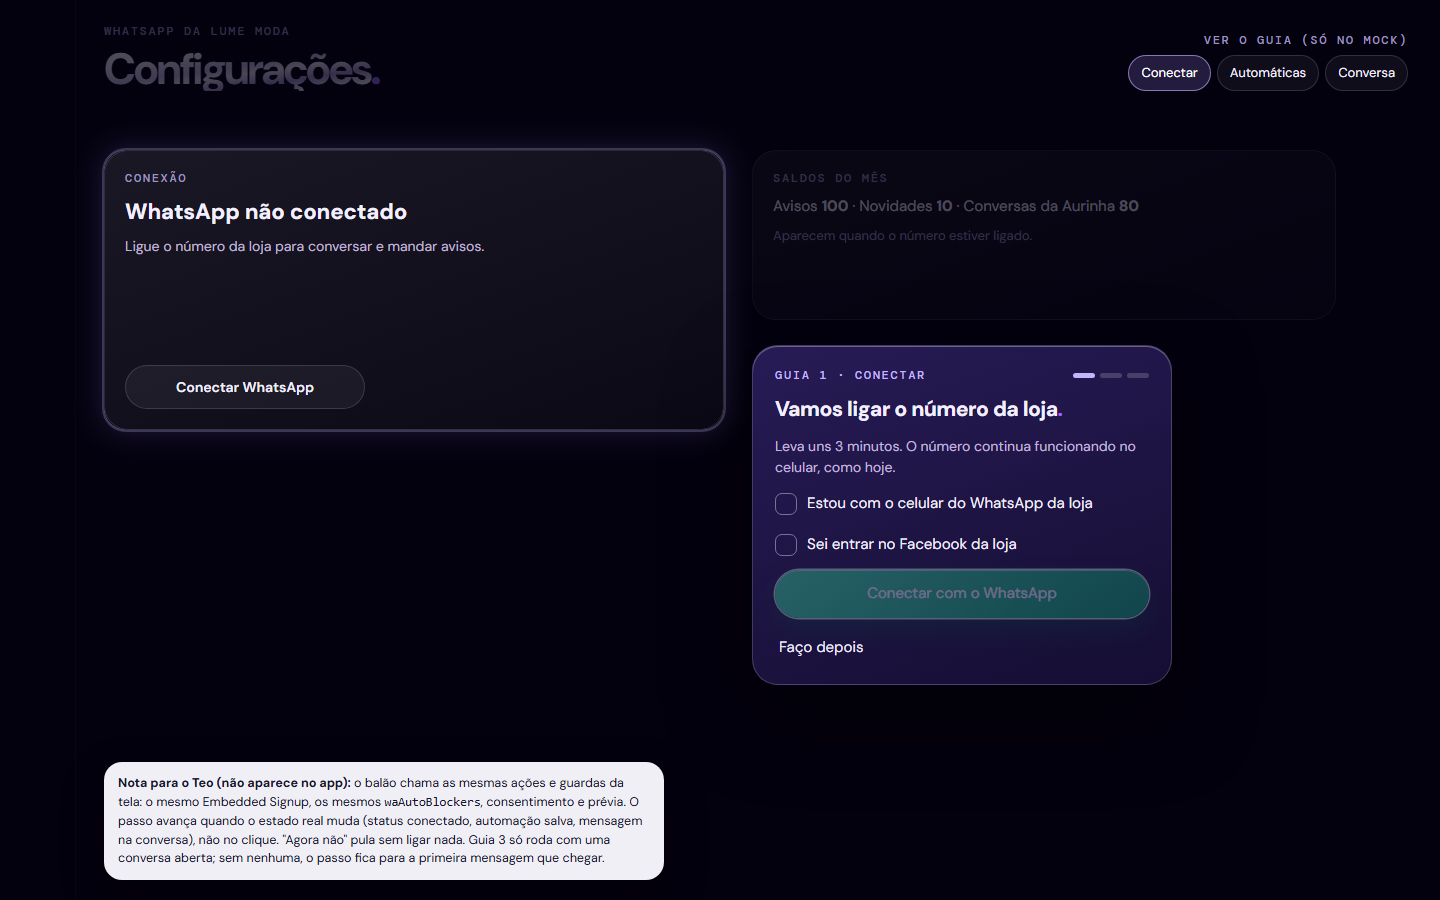 WHATSAPP DA LUME MODA
Configurações.
VER O GUIA (SÓ NO MOCK)
Conectar
Automáticas
Conversa
CONEXÃO
WhatsApp não conectado
Ligue o número da loja para conversar e mandar avisos.
Conectar WhatsApp
SALDOS DO MÊS
Avisos 100 · Novidades 10 · Conversas da Aurinha 80
Aparecem quando o número estiver ligado.
GUIA 1 · CONECTAR
Vamos ligar o número da loja.
Leva uns 3 minutos. O número continua funcionando no
celular, como hoje.
Estou com o celular do WhatsApp da loja
Sei entrar no Facebook da loja
Conectar com o WhatsApp
Faço depois
Nota para o Teo (não aparece no app): o balão chama as mesmas ações e guardas da
tela: o mesmo Embedded Signup, os mesmos waAutoBlockers, consentimento e prévia. O
passo avança quando o estado real muda (status conectado, automação salva, mensagem
na conversa), não no clique. "Agora não" pula sem ligar nada. Guia 3 só roda com uma
conversa aberta; sem nenhuma, o passo fica para a primeira mensagem que chegar.